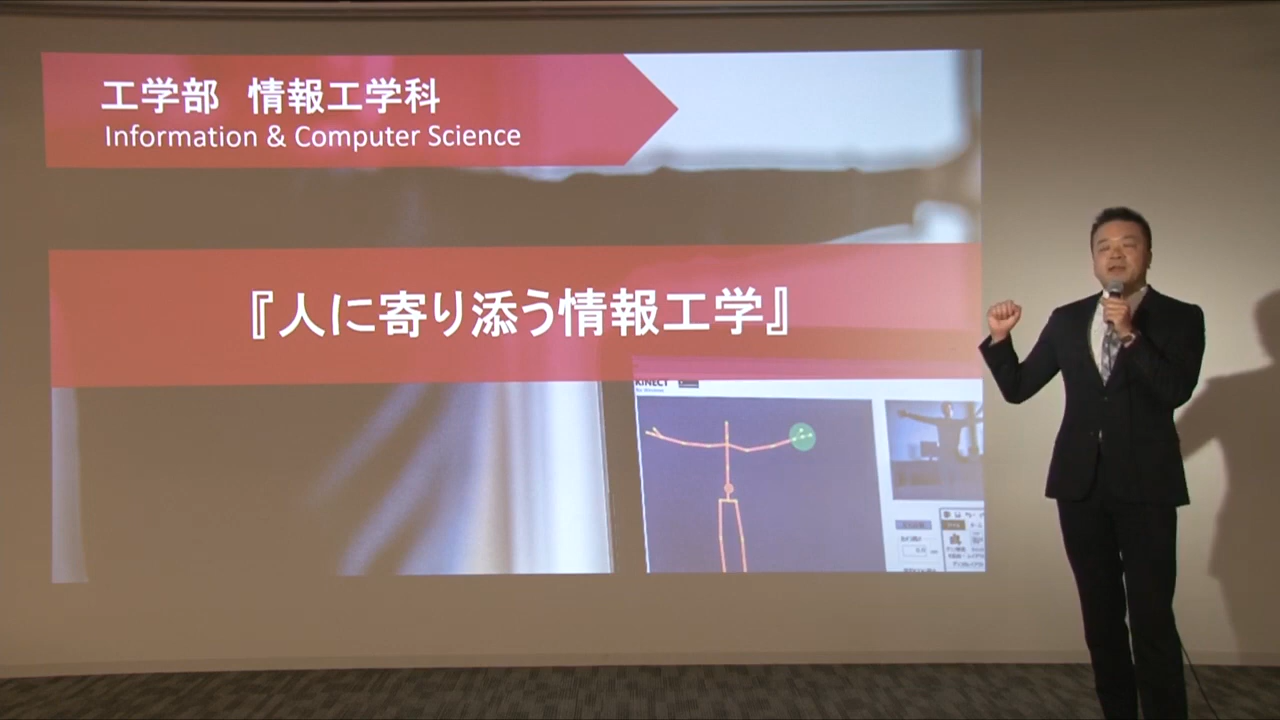 工学部 情報工学科
Information & Computer Science
『人に寄り添う情報工学』
KINECT